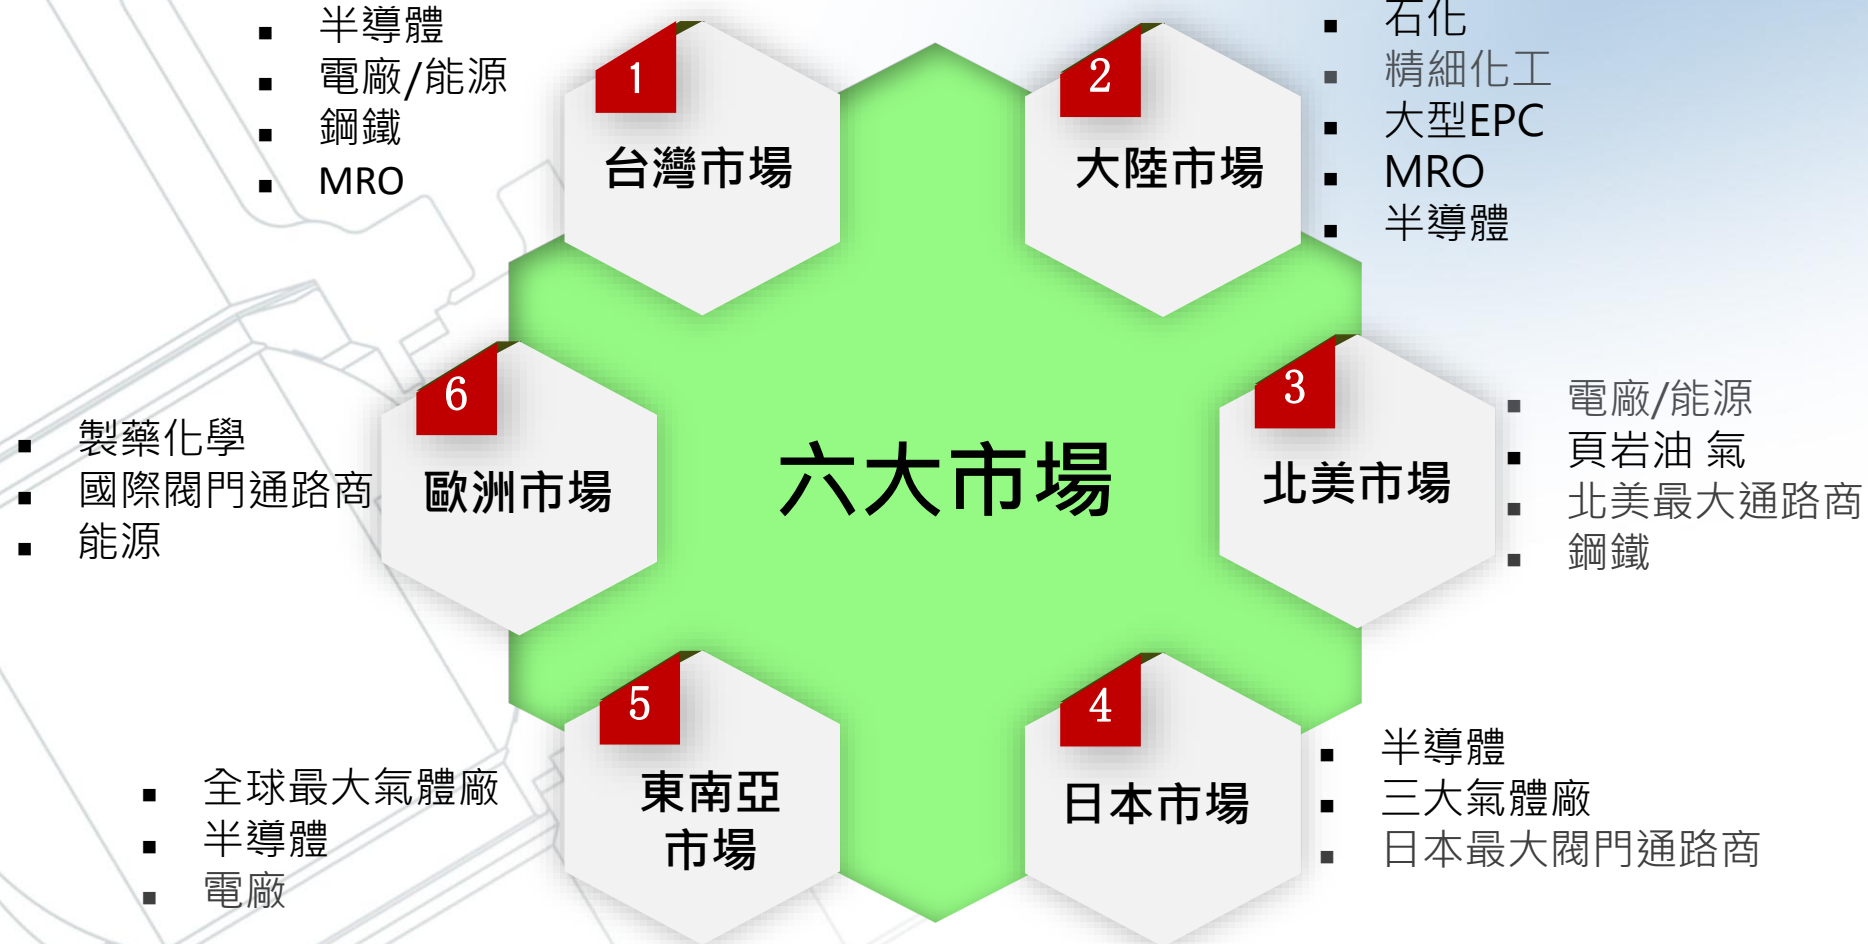 六大市場
1
台灣市場
半導體
電廠/能源
鋼鐵
MRO
2
大陸市場
石化
精細化工
大型EPC
MRO
半導體
3
北美市場
電廠/能源
頁岩油 氣
北美最大通路商
鋼鐵
4
日本市場
半導體
三大氣體廠
日本最大閥門通路商
5
東南亞
市場
全球最大氣體廠
半導體
電廠
6
歐洲市場
製藥化學
國際閥門通路商
能源